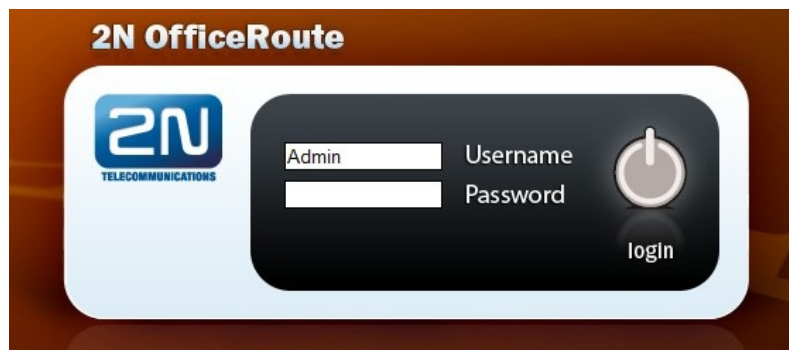 2N OfficeRoute
2N
TELECOMMUNICATIONS
Admin Username
Password
login